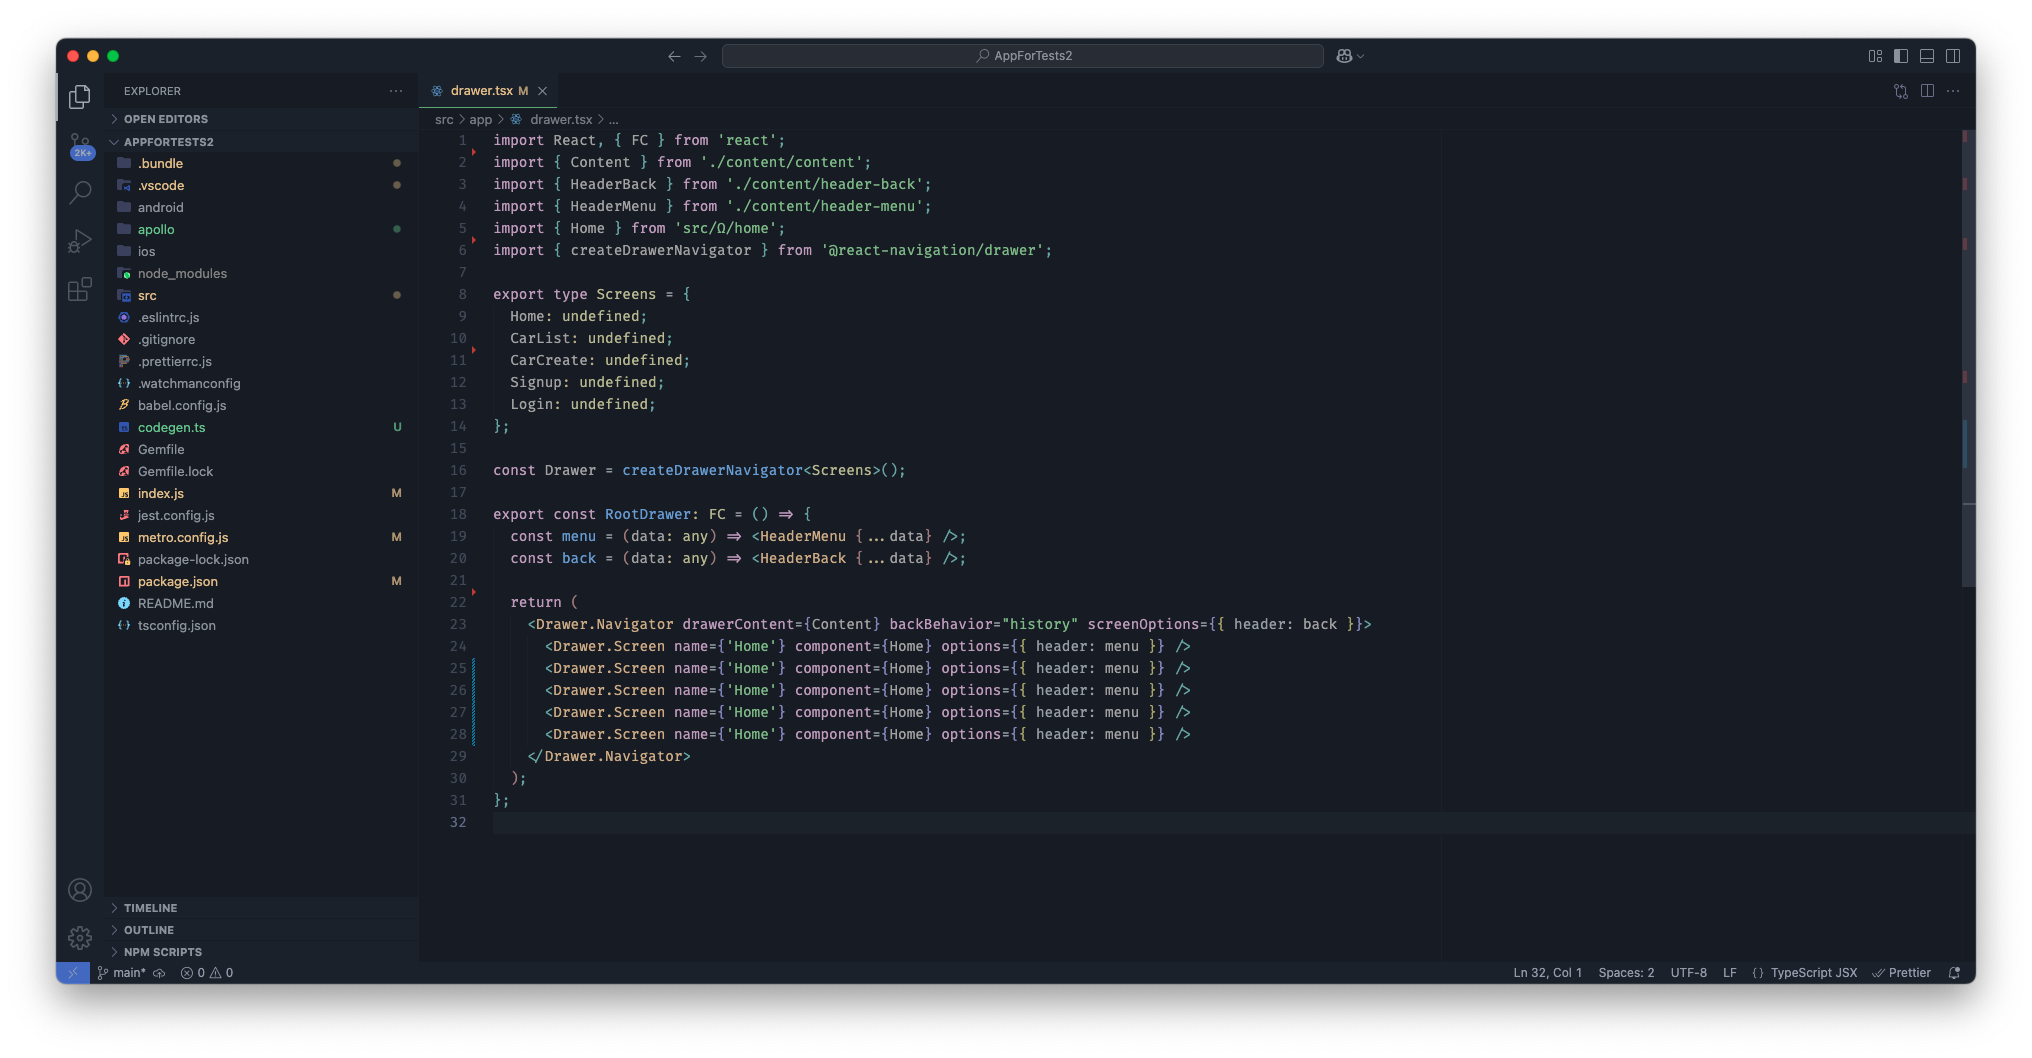 AppForTests2
EXPLORER
OPEN EDITORS
APPFORTESTS2
.bundle
.vscode
android
apollo
ios
node_modules
src
.eslintrc.js
.gitignore
.prettierrc.js
.watchmanconfig
babel.config.js
codegen.ts U
Gemfile
Gemfile.lock
index.js M
jest.config.js
metro.config.js M
package-lock.json
package.json M
README.md
tsconfig.json
TIMELINE
OUTLINE
NPM SCRIPTS
2K+
drawer.tsx M
src > app > drawer.tsx > ...
1 import React, { FC } from 'react';
2 import { Content } from './content/content';
3 import { HeaderBack } from './content/header-back';
4 import { HeaderMenu } from './content/header-menu';
5 import { Home } from 'src/Ω/home';
6 import { createDrawerNavigator } from '@react-navigation/drawer';
7
8 export type Screens = {
9 Home: undefined;
10 CarList: undefined;
11 CarCreate: undefined;
12 Signup: undefined;
13 Login: undefined;
14 };
15
16 const Drawer = createDrawerNavigator<Screens>();
17
18 export const RootDrawer: FC = () => {
19 const menu = (data: any) => <HeaderMenu {...data} />;
20 const back = (data: any) => <HeaderBack {...data} />;
21
22 return (
23 <Drawer.Navigator drawerContent={Content} backBehavior="history" screenOptions={{ header: back }}>
24 <Drawer.Screen name={'Home'} component={Home} options={{ header: menu }} />
25 <Drawer.Screen name={'Home'} component={Home} options={{ header: menu }} />
26 <Drawer.Screen name={'Home'} component={Home} options={{ header: menu }} />
27 <Drawer.Screen name={'Home'} component={Home} options={{ header: menu }} />
28 <Drawer.Screen name={'Home'} component={Home} options={{ header: menu }} />
29 </Drawer.Navigator>
30 );
31 };
32
main* 0 0 Ln 32, Col 1 Spaces: 2 UTF-8 LF {} TypeScript JSX Prettier